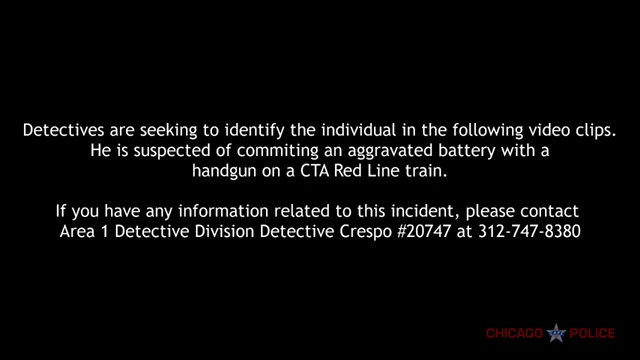 Detectives are seeking to identify the individual in the following video clips.
He is suspected of commiting an aggravated battery with a
handgun on a CTA Red Line train.
If you have any information related to this incident, please contact
Area 1 Detective Division Detective Crespo #20747 at 312-747-8380
CHICAGO POLICE